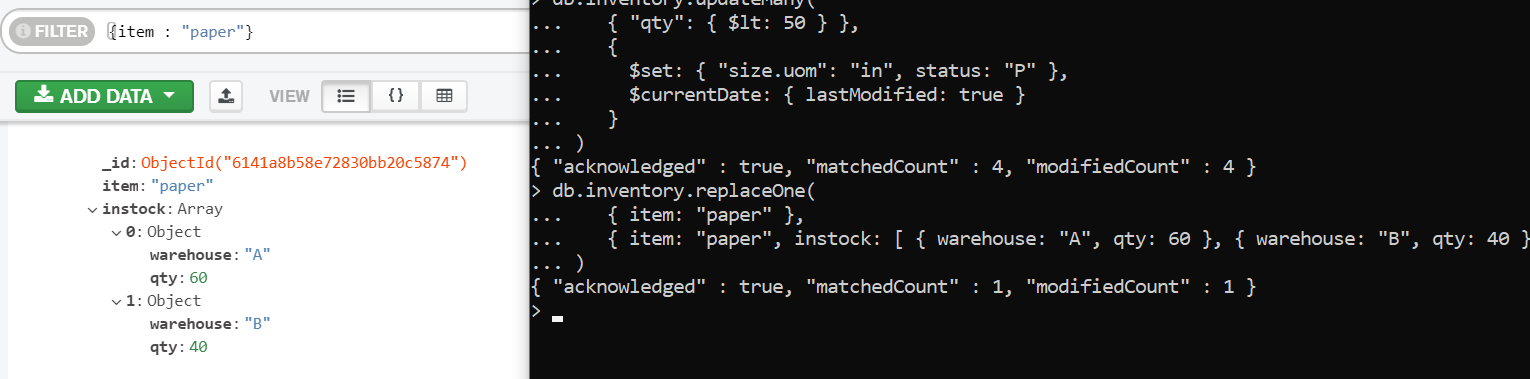 FILTER {item : "paper"}
ADD DATA VIEW {}
_id: ObjectId("6141a8b58e72830bb20c5874")
item: "paper"
instock: Array
0: Object
warehouse: "A"
qty: 60
1: Object
warehouse: "B"
qty: 40
> db.inventory.updateMany(
... { "qty": { $lt: 50 } },
... {
... $set: { "size.uom": "in", status: "P" },
... $currentDate: { lastModified: true }
... }
... )
{ "acknowledged" : true, "matchedCount" : 4, "modifiedCount" : 4 }
> db.inventory.replaceOne(
... { item: "paper" },
... { item: "paper", instock: [ { warehouse: "A", qty: 60 }, { warehouse: "B", qty: 40 }
... )
{ "acknowledged" : true, "matchedCount" : 1, "modifiedCount" : 1 }
>